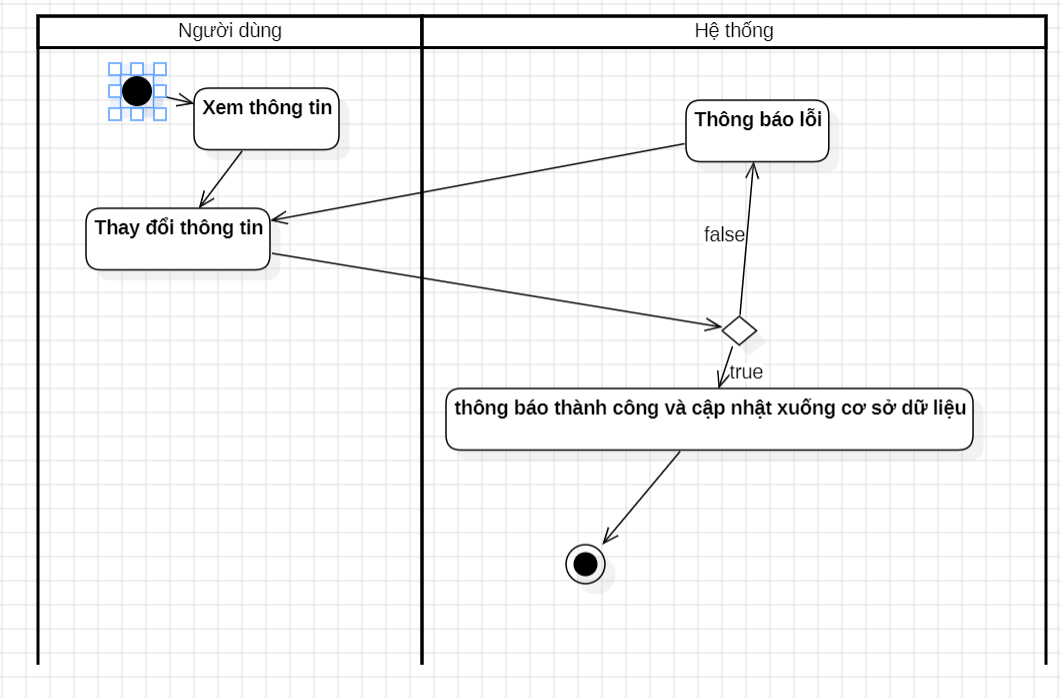 Người dùng
Hệ thống
Xem thông tin
Thông báo lỗi
Thay đổi thông tin
false
true
thông báo thành công và cập nhật xuống cơ sở dữ liệu